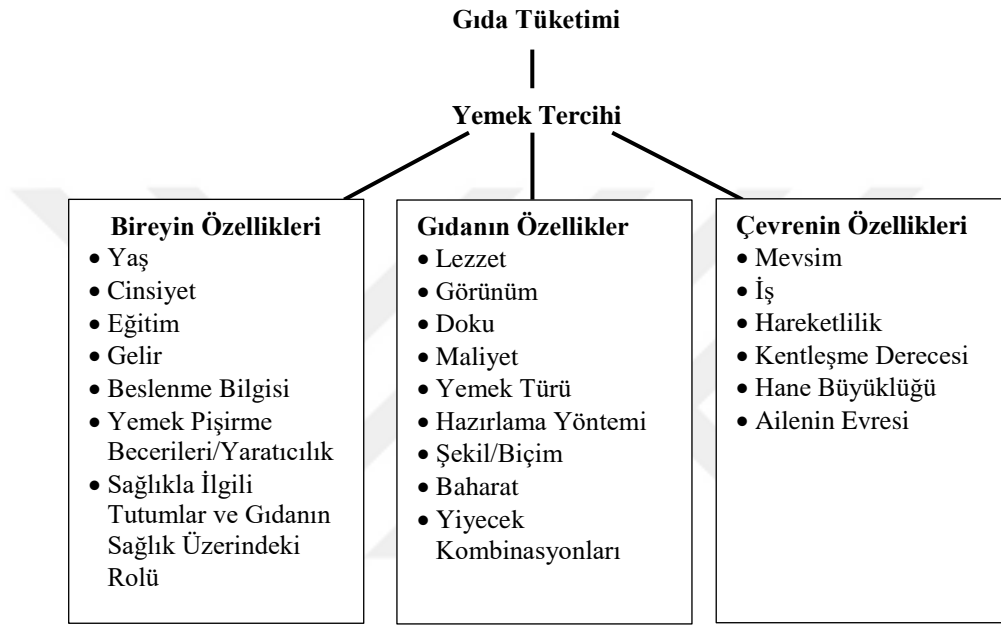 Gıda Tüketimi
Yemek Tercihi
Bireyin Özellikleri
• Yaş
• Cinsiyet
• Eğitim
• Gelir
• Beslenme Bilgisi
• Yemek Pişirme
Becerileri/Yaratıcılık
• Sağlıkla İlgili
Tutumlar ve Gıdanın
Sağlık Üzerindeki
Rolü
Gıdanın Özellikler
• Lezzet
• Görünüm
• Doku
• Maliyet
• Yemek Türü
• Hazırlama Yöntemi
• Şekil/Biçim
• Baharat
• Yiyecek
Kombinasyonları
Çevrenin Özellikleri
• Mevsim
• İş
• Hareketlilik
• Kentleşme Derecesi
• Hane Büyüklüğü
• Ailenin Evresi